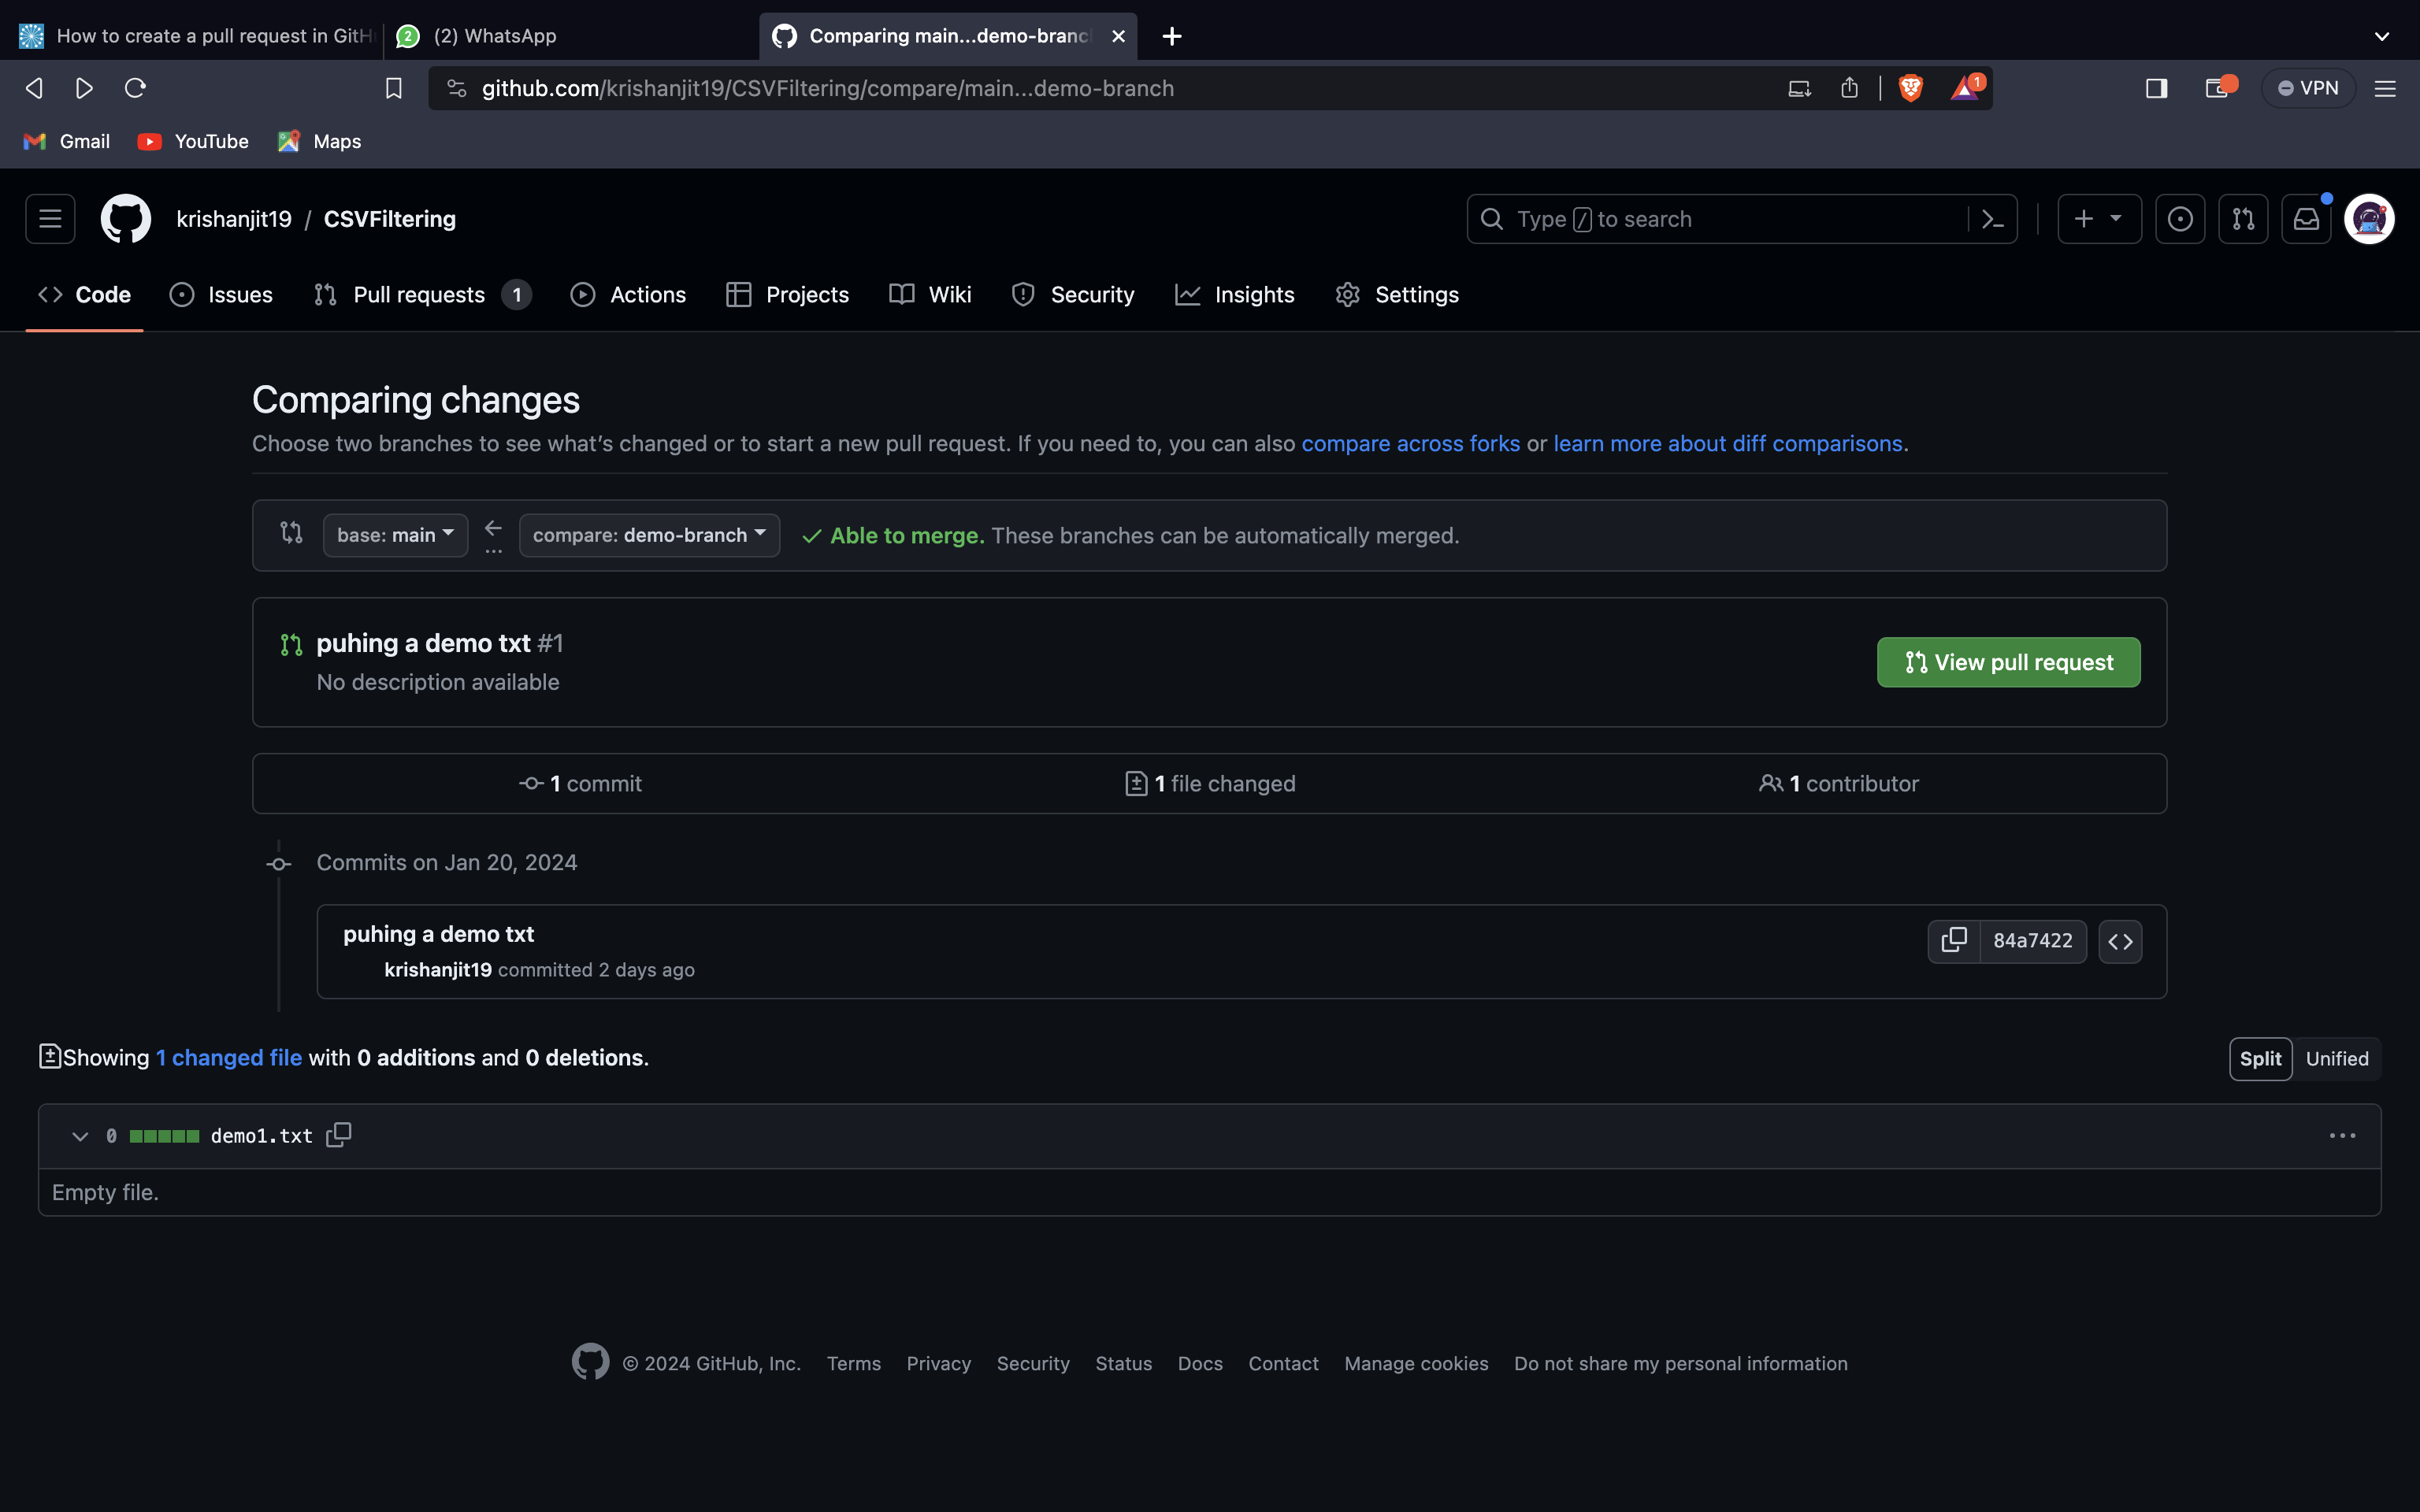 How to create a pull request in GitH
2 (2) WhatsApp
Comparing main...demo-branc
github.com/krishanjit19/CSVFiltering/compare/main...demo-branch
1
VPN
Gmail YouTube Maps
krishanjit19 / CSVFiltering
Type / to search
Code Issues Pull requests 1 Actions Projects Wiki Security Insights Settings
Comparing changes
Choose two branches to see what’s changed or to start a new pull request. If you need to, you can also compare across forks or learn more about diff comparisons.
base: main ... compare: demo-branch Able to merge. These branches can be automatically merged.
puhing a demo txt #1
No description available
View pull request
1 commit 1 file changed 1 contributor
Commits on Jan 20, 2024
puhing a demo txt
krishanjit19 committed 2 days ago
84a7422
Showing 1 changed file with 0 additions and 0 deletions.
Split Unified
0 demo1.txt
Empty file.
© 2024 GitHub, Inc. Terms Privacy Security Status Docs Contact Manage cookies Do not share my personal information